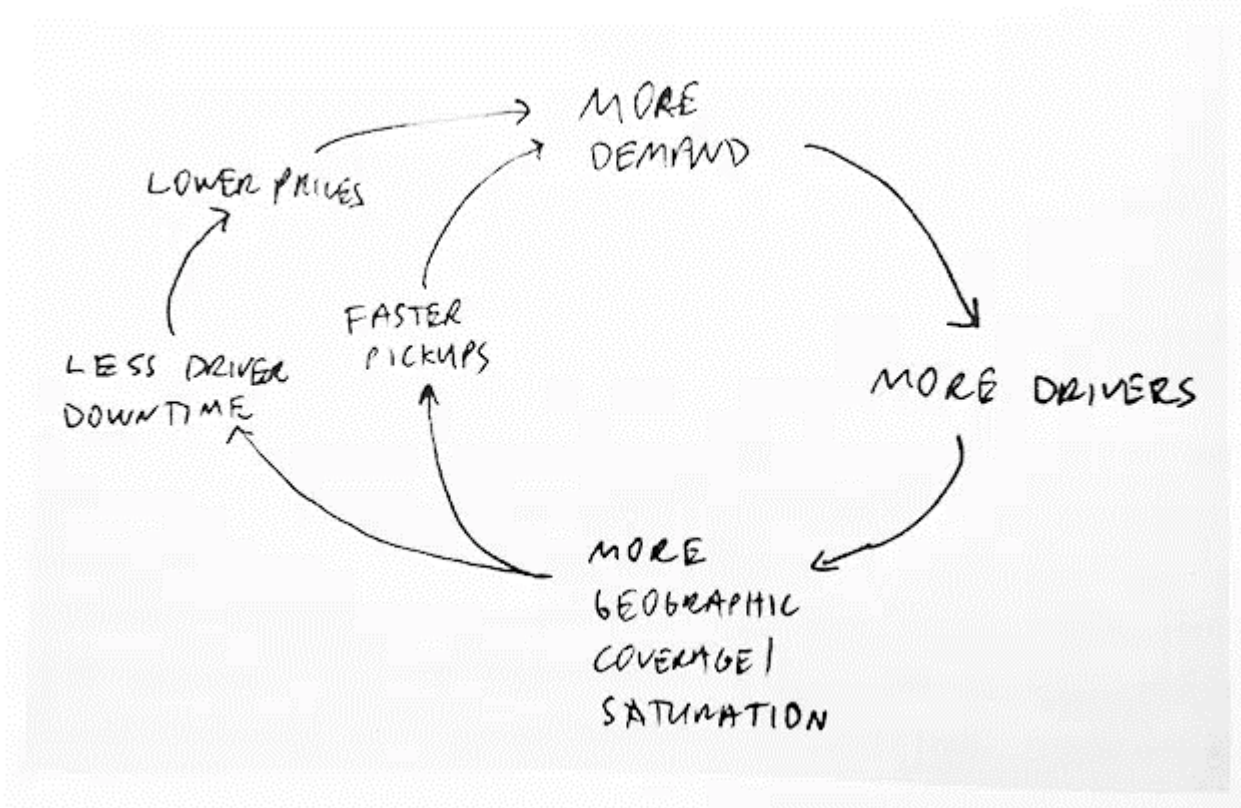 MORE
DEMAND
LOWER PRICES
FASTER
PICKUPS
LESS DRIVER
DOWNTIME
MORE DRIVERS
MORE
GEOGRAPHIC
COVERAGE/
SATURATION